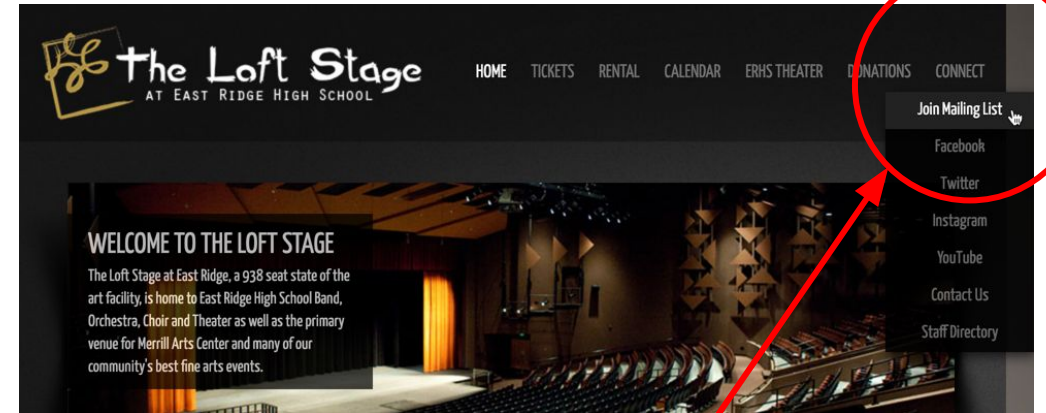 The Loft Stage
AT EAST RIDGE HIGH SCHOOL
HOME TICKETS RENTAL CALENDAR ERHS THEATER DONATIONS CONNECT
Join Mailing List
Facebook
Twitter
Instagram
YouTube
Contact Us
Staff Directory
WELCOME TO THE LOFT STAGE
The Loft Stage at East Ridge, a 938 seat state of the
art facility, is home to East Ridge High School Band,
Orchestra, Choir and Theater as well as the primary
venue for Merrill Arts Center and many of our
community's best fine arts events.